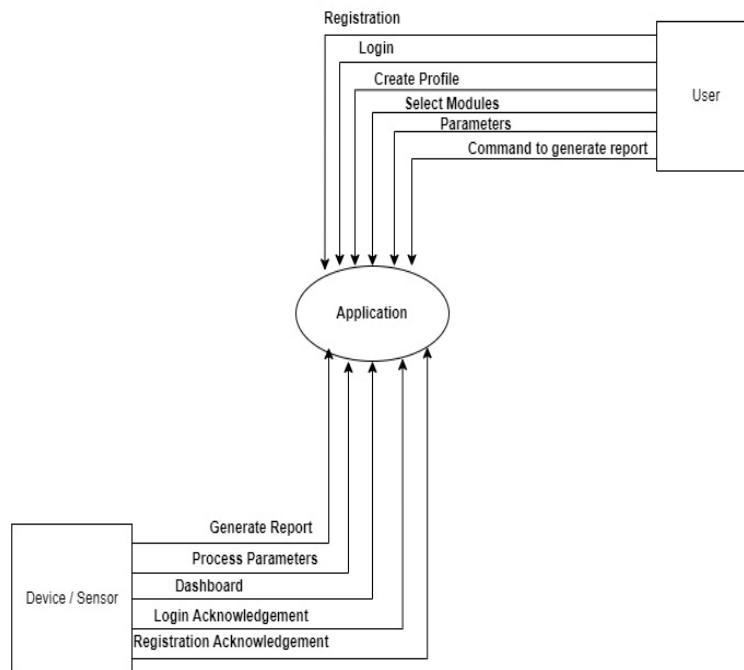 Registration
Login
Create Profile
Select Modules
User
Parameters
Command to generate report
Application
Generate Report
Process Parameters
Dashboard
Device / Sensor
Login Acknowledgement
Registration Acknowledgement